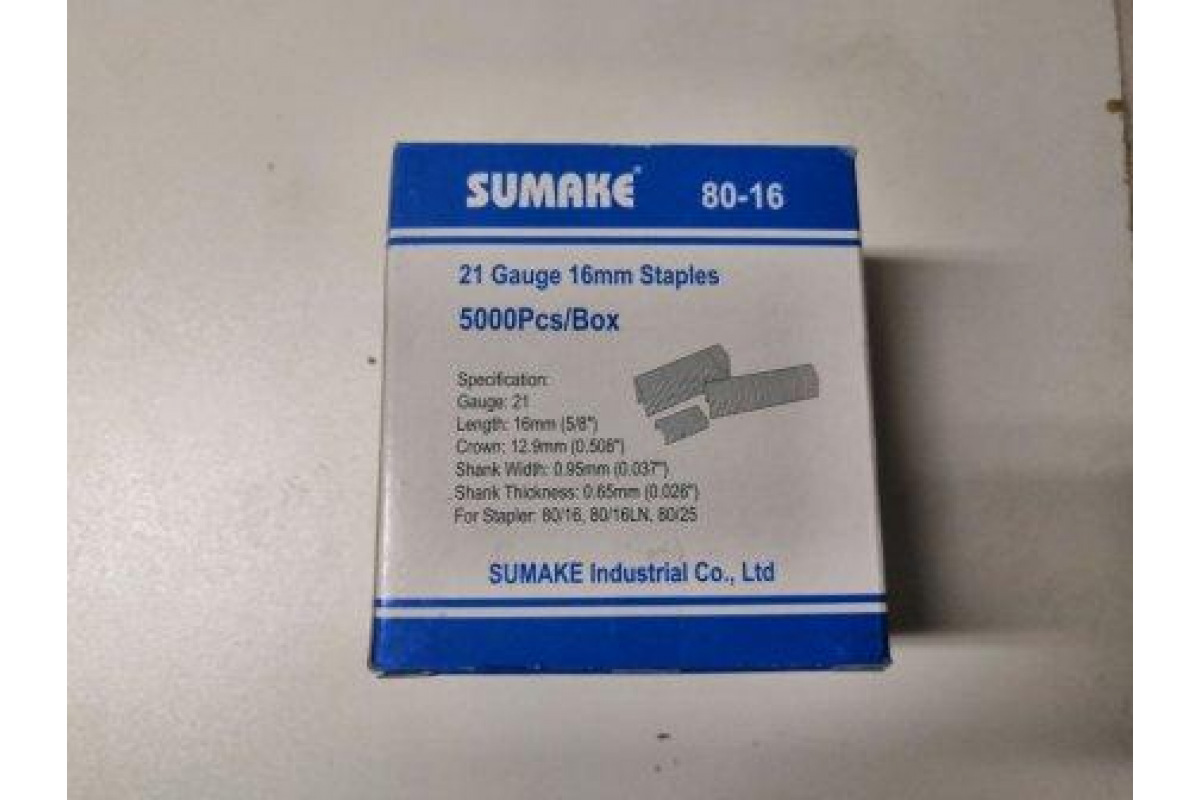 SUMAKE® 80-16
21 Gauge 16mm Staples
5000Pcs/Box
Specification:
Gauge: 21
Length: 16mm (5/8")
Crown: 12.9mm (0.508")
Shank Width: 0.95mm (0.037")
Shank Thickness: 0.65mm (0.026")
For Stapler: 80/16, 80/16LN, 80/25
SUMAKE Industrial Co., Ltd